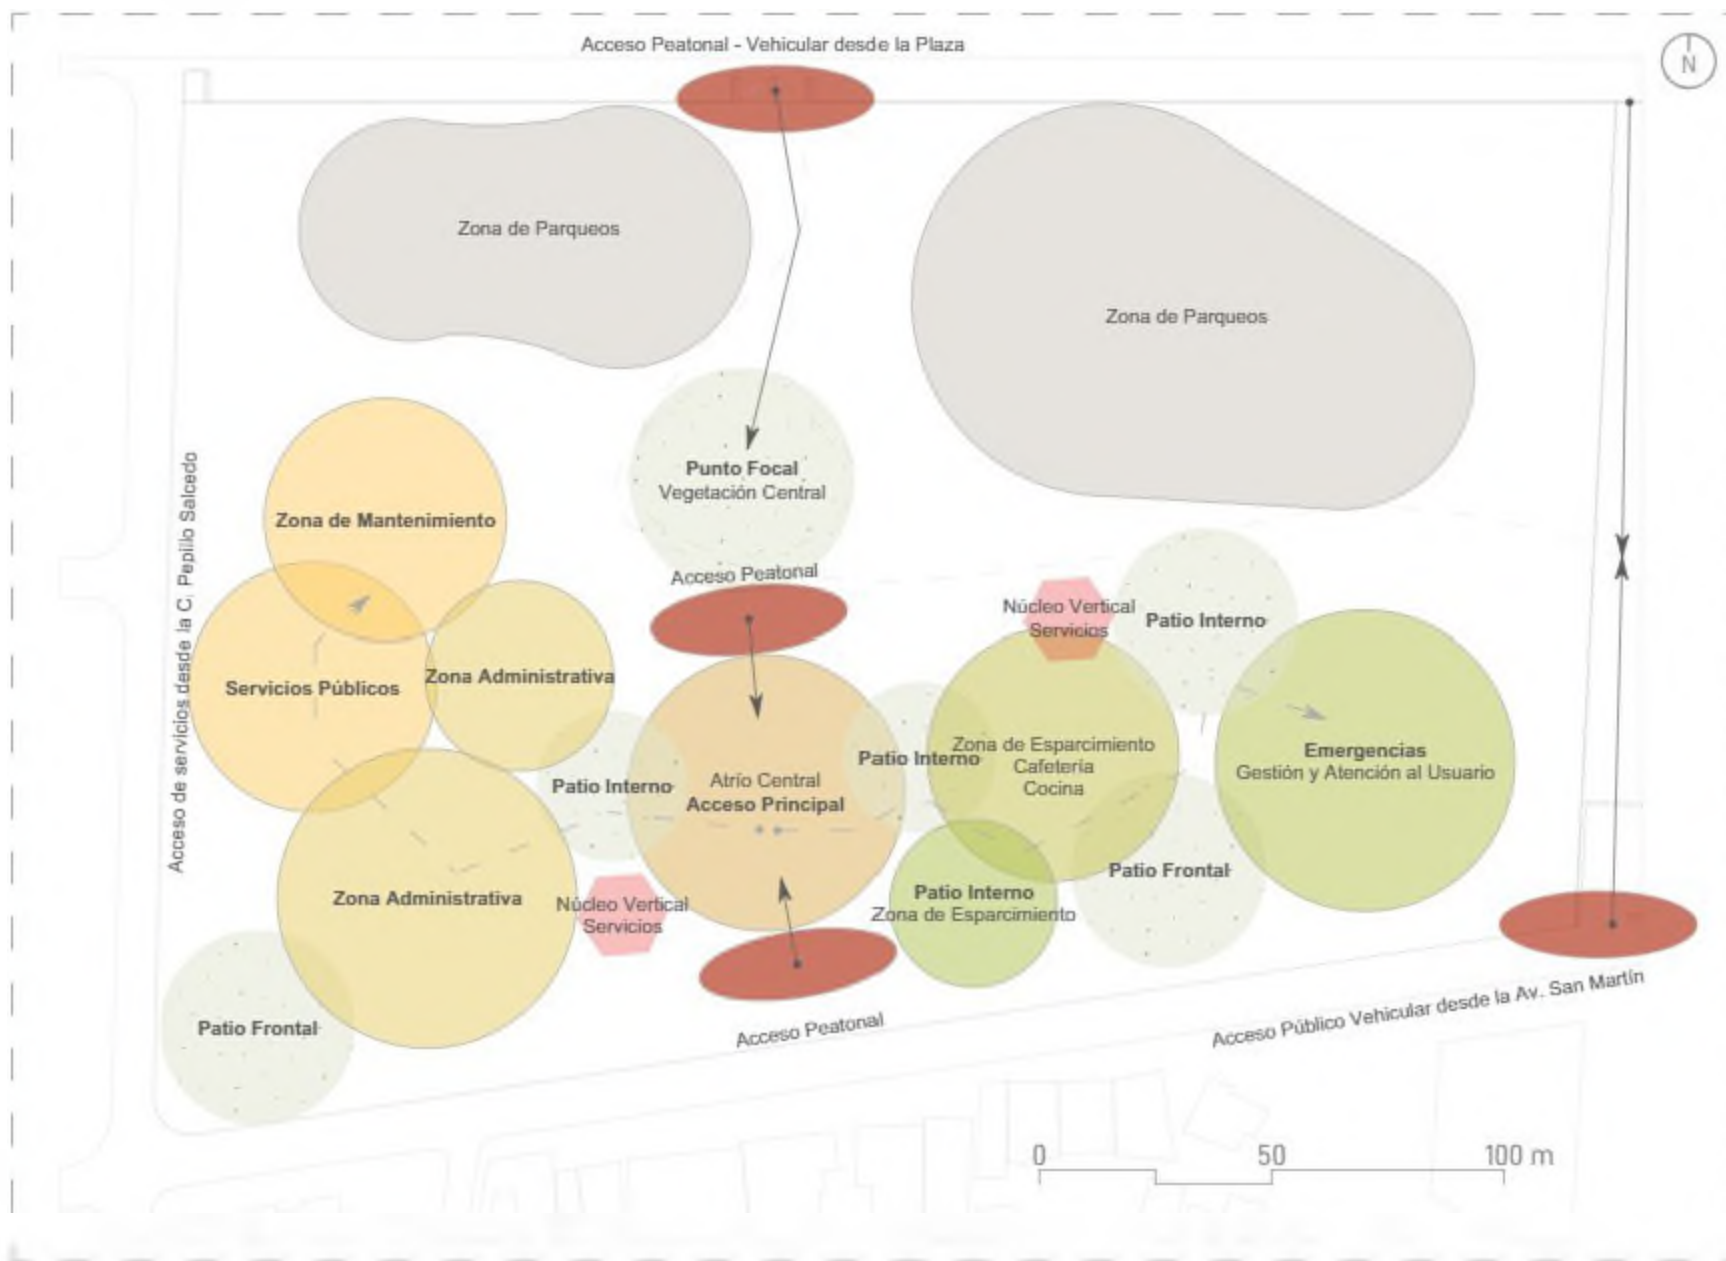 Acceso Peatonal - Vehicular desde la Plaza
N
Zona de Parqueos
Zona de Parqueos
Punto Focal
Vegetación Central
Zona de Mantenimiento
Acceso de servicios desde la C. Pepillo Salcedo
Acceso Peatonal
Núcleo Vertical
Servicios
Patio Interno
Servicios Públicos
Zona Administrativa
Patio Interno
Atrío Central
Acceso Principal
Patio Interno
Zona de Esparcimiento
Cafetería
Cocina
Emergencias
Gestión y Atención al Usuario
Zona Administrativa
Núcleo Vertical
Servicios
Patio Interno
Zona de Esparcimiento
Patio Frontal
Patio Frontal
Acceso Peatonal
Acceso Público Vehicular desde la Av. San Martín
0 50 100 m